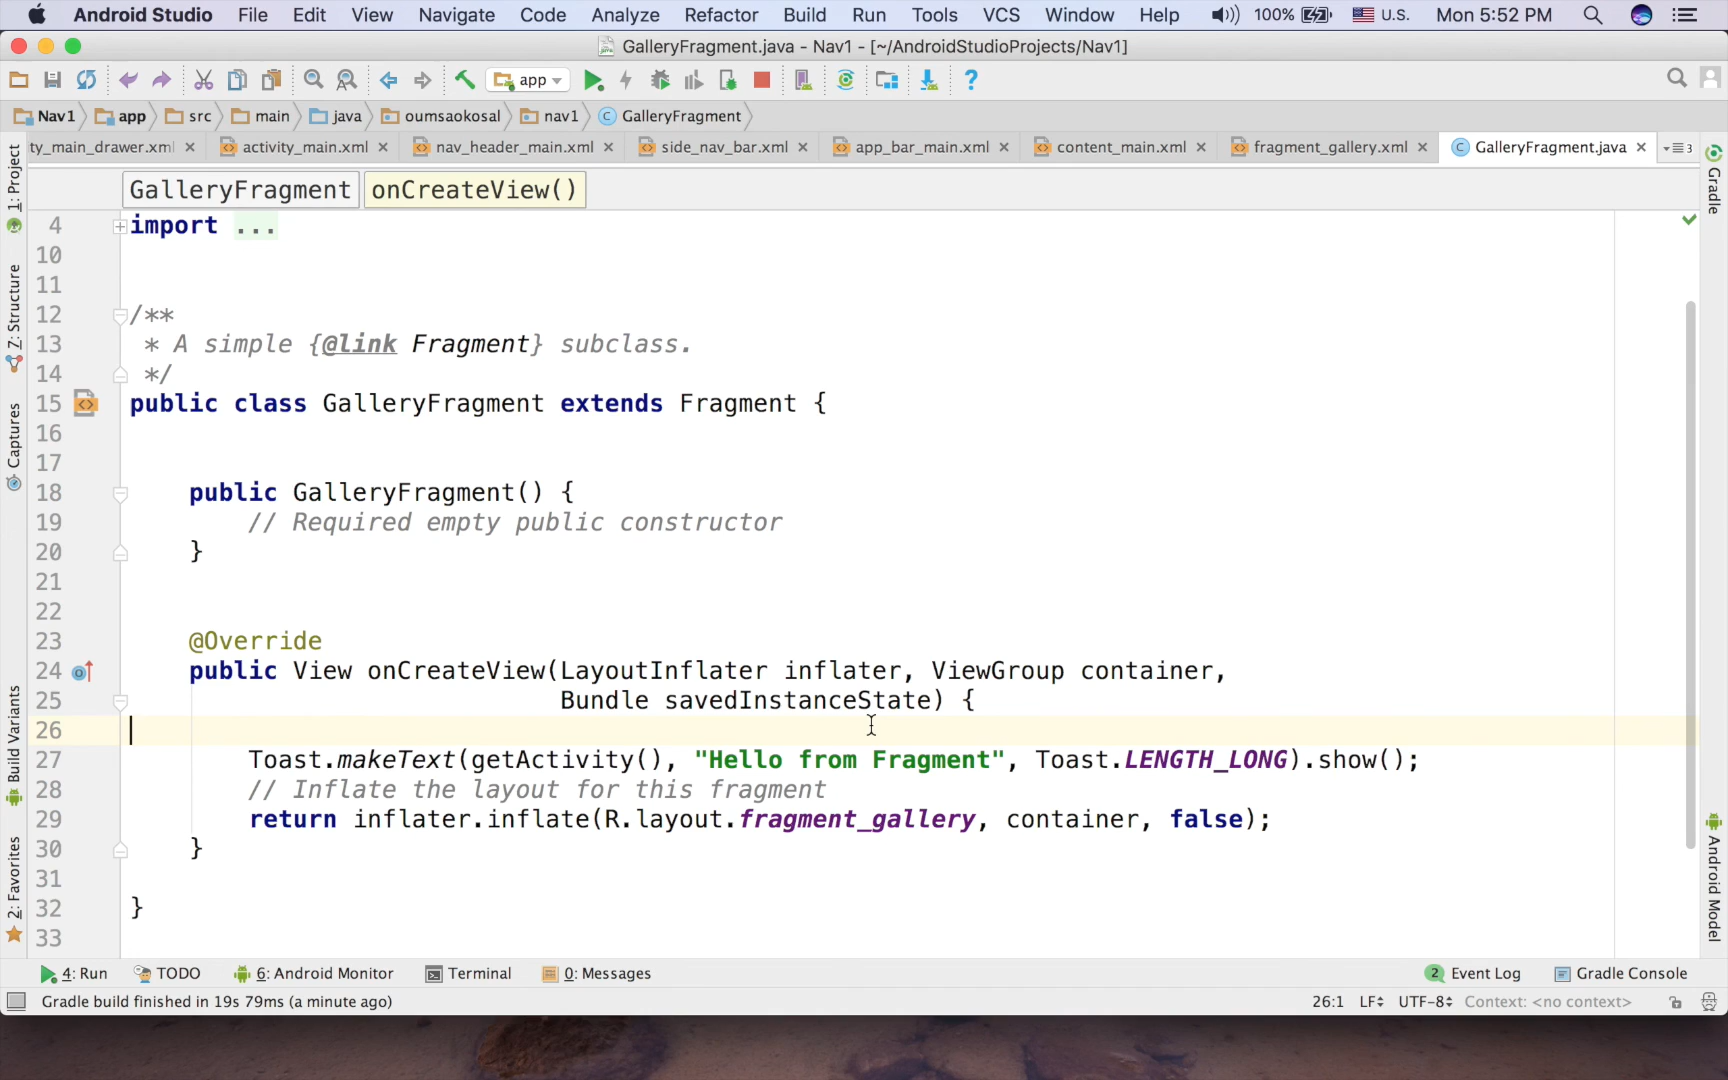 Android Studio File Edit View Navigate Code Analyze Refactor Build Run Tools VCS Window Help 100% U.S. Mon 5:52 PM
GalleryFragment.java - Nav1 - [~/AndroidStudioProjects/Nav1]
app
Nav1 app src main java oumsaokosal nav1 GalleryFragment
ty_main_drawer.xml activity_main.xml nav_header_main.xml side_nav_bar.xml app_bar_main.xml content_main.xml fragment_gallery.xml GalleryFragment.java 3
GalleryFragment onCreateView()
4 import ...
10
11
12 /**
13 * A simple {@link Fragment} subclass.
14 */
15 public class GalleryFragment extends Fragment {
16
17
18 public GalleryFragment() {
19 // Required empty public constructor
20 }
21
22
23 @Override
24 public View onCreateView(LayoutInflater inflater, ViewGroup container,
25 Bundle savedInstanceState) {
26
27 Toast.makeText(getActivity(), "Hello from Fragment", Toast.LENGTH_LONG).show();
28 // Inflate the layout for this fragment
29 return inflater.inflate(R.layout.fragment_gallery, container, false);
30 }
31
32 }
33
1: Project
Z: Structure
Captures
Build Variants
2: Favorites
Gradle
Android Model
4: Run TODO 6: Android Monitor Terminal 0: Messages 2 Event Log Gradle Console
Gradle build finished in 19s 79ms (a minute ago) 26:1 LF UTF-8 Context: <no context>